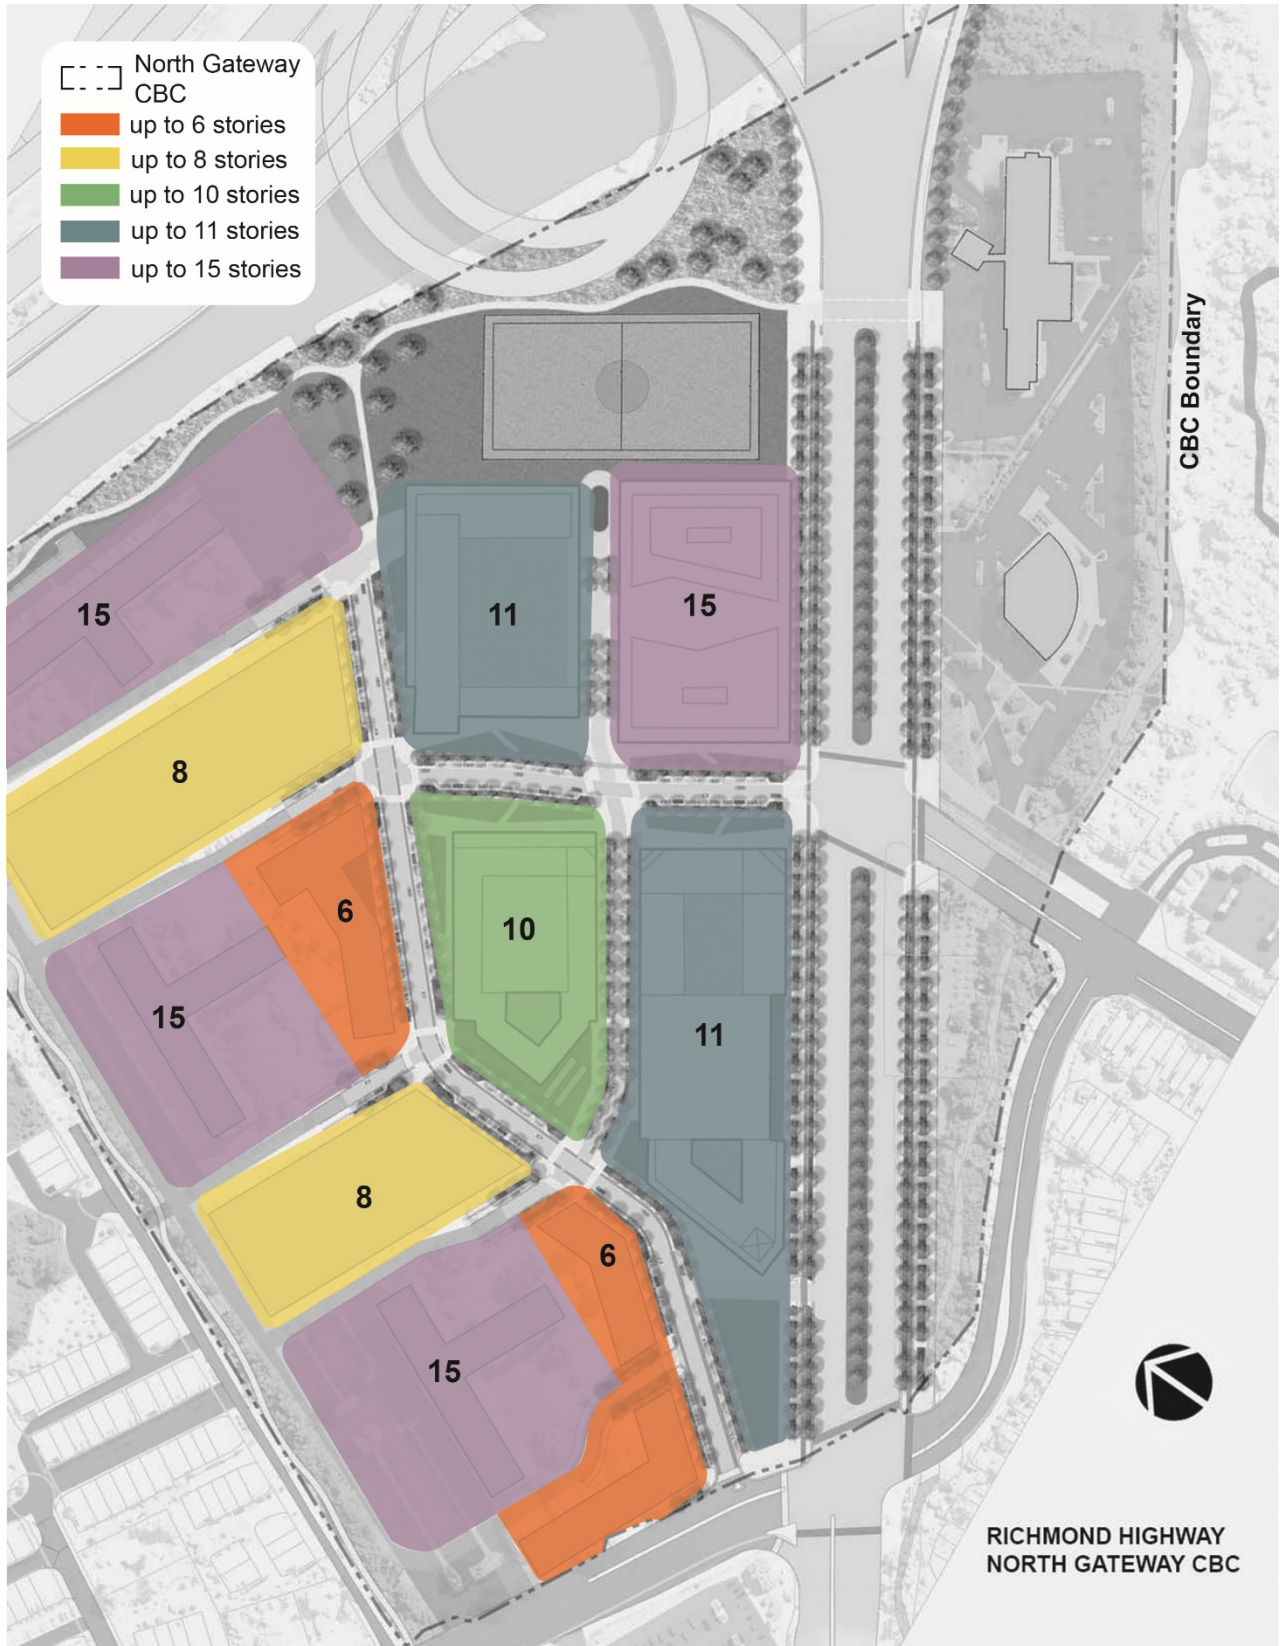 North Gateway
CBC
up to 6 stories
up to 8 stories
up to 10 stories
up to 11 stories
up to 15 stories
CBC Boundary
15
11
15
8
6
10
15
11
8
6
15
RICHMOND HIGHWAY
NORTH GATEWAY CBC